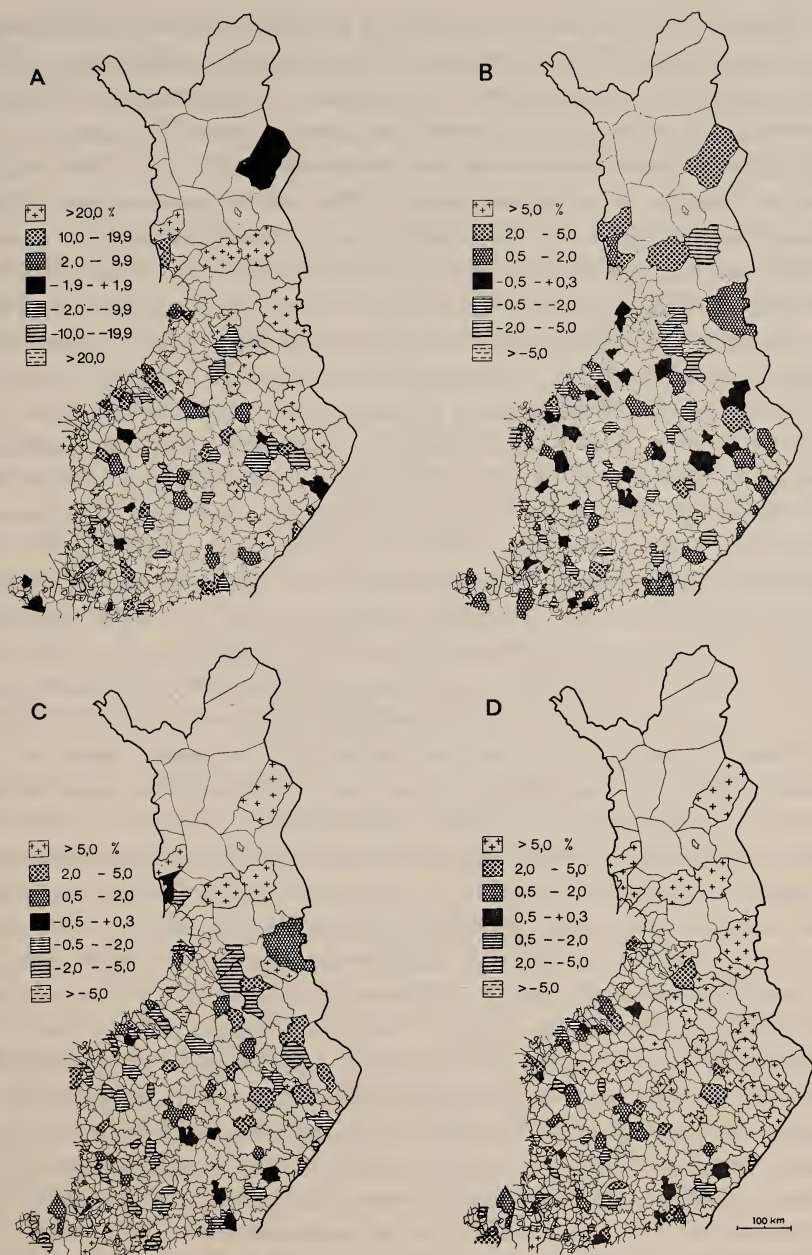 A
>20,0 %
10,0 – 19,9
2,0 – 9,9
-1,9 – +1,9
-2,0 – -9,9
-10,0 – -19,9
>20,0
B
>5,0 %
2,0 - 5,0
0,5 - 2,0
-0,5 - +0,3
-0,5 - -2,0
-2,0 - -5,0
>-5,0
C
>5,0 %
2,0 - 5,0
0,5 - 2,0
-0,5 - +0,3
-0,5 - -2,0
-2,0 - -5,0
>-5,0
D
>5,0 %
2,0 - 5,0
0,5 - 2,0
0,5 - +0,3
0,5 - -2,0
2,0 - -5,0
>-5,0
100 km